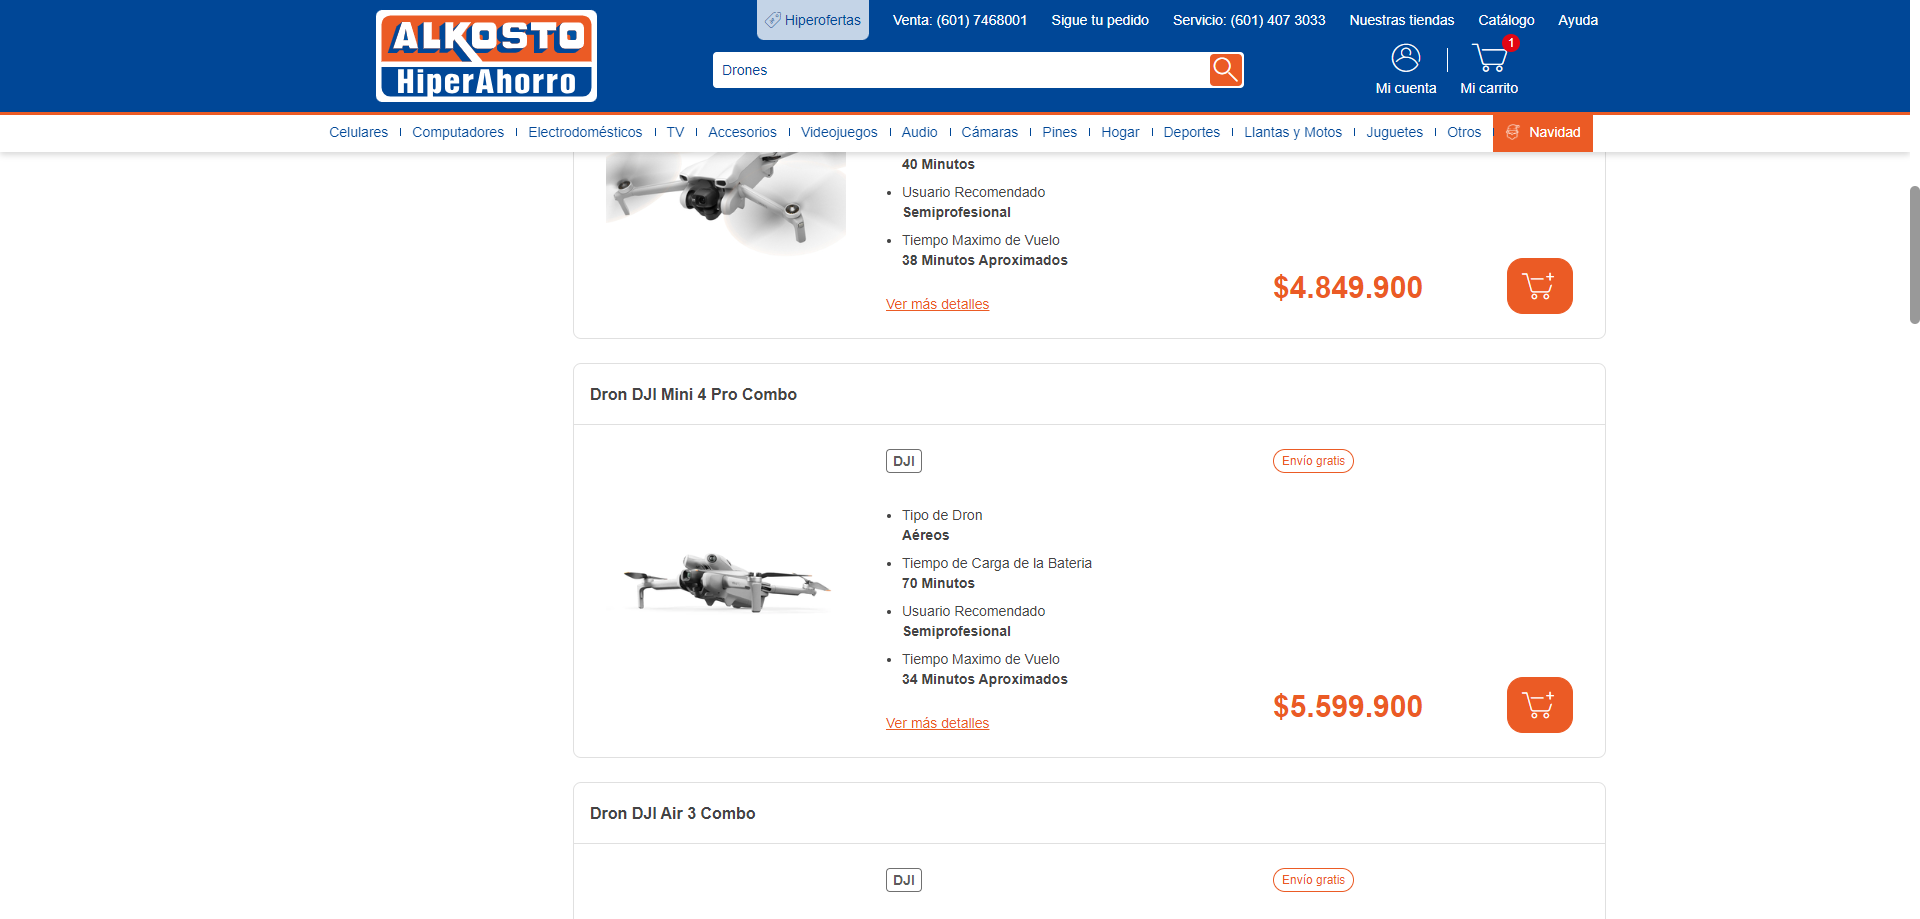 ALKOSTO
HiperAhorro
Hiperofertas
Venta: (601) 7468001
Sigue tu pedido
Servicio: (601) 407 3033
Nuestras tiendas
Catálogo
Ayuda
Drones
1
Mi cuenta
Mi carrito
Celulares
Computadores
Electrodomésticos
TV
Accesorios
Videojuegos
Audio
Cámaras
Pines
Hogar
Deportes
Llantas y Motos
Juguetes
Otros
Navidad
40 Minutos
Usuario Recomendado
Semiprofesional
Tiempo Maximo de Vuelo
38 Minutos Aproximados
Ver más detalles
$4.849.900
Dron DJI Mini 4 Pro Combo
DJI
Envío gratis
Tipo de Dron
Aéreos
Tiempo de Carga de la Bateria
70 Minutos
Usuario Recomendado
Semiprofesional
Tiempo Maximo de Vuelo
34 Minutos Aproximados
Ver más detalles
$5.599.900
Dron DJI Air 3 Combo
DJI
Envío gratis